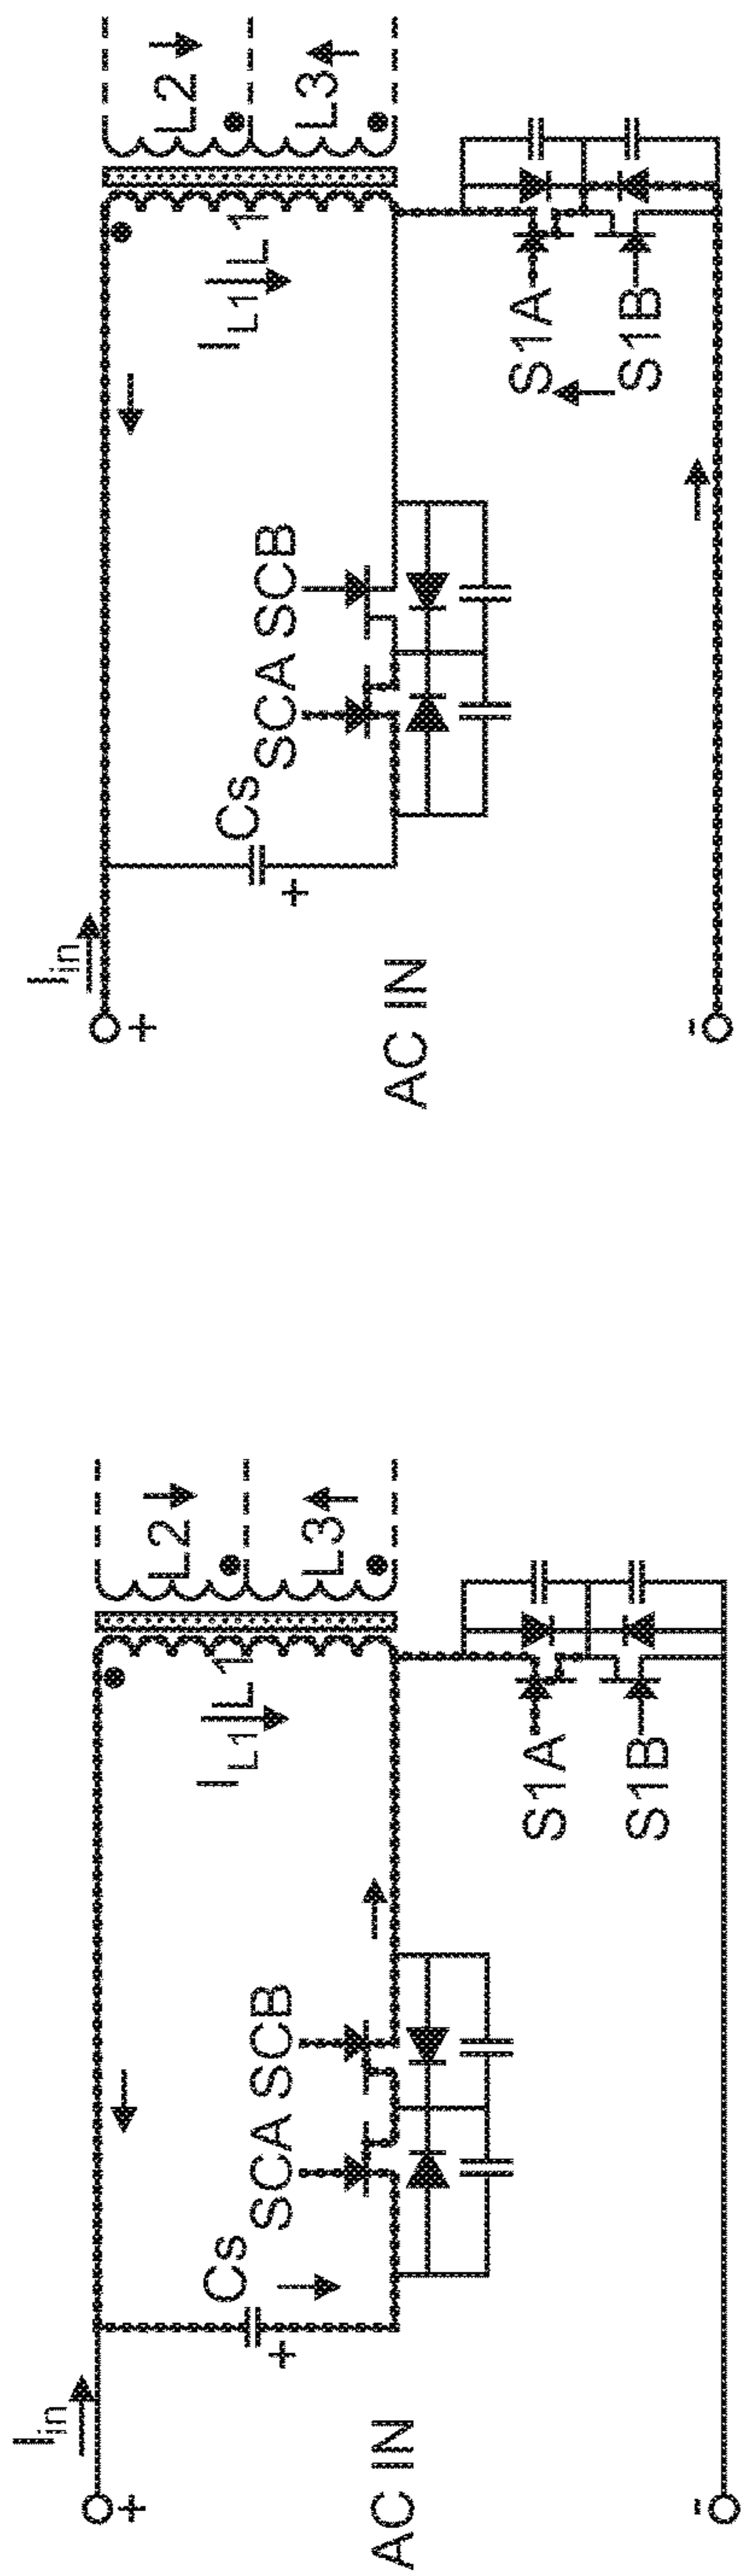 Iin
+
L2
Cs
IL1 L1
SCA SCB
+
L3
AC IN
S1A
S1B
-
Iin
+
L2
Cs
IL1 L1
SCA SCB
+
L3
AC IN
S1A
S1B
-